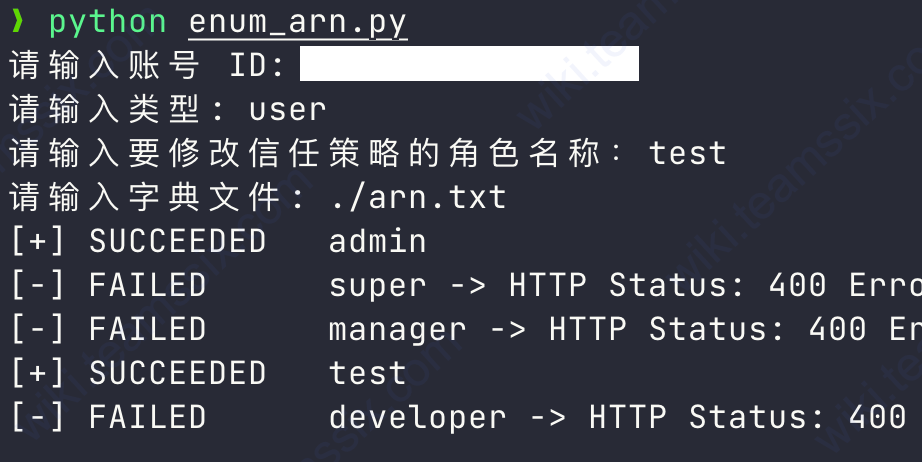 ❱ python enum_arn.py
请输入账号 ID:
请输入类型: user
请输入要修改信任策略的角色名称: test
请输入字典文件: ./arn.txt
[+] SUCCEEDED   admin
[-] FAILED      super -> HTTP Status: 400 Erro
[-] FAILED      manager -> HTTP Status: 400 Er
[+] SUCCEEDED   test
[-] FAILED      developer -> HTTP Status: 400